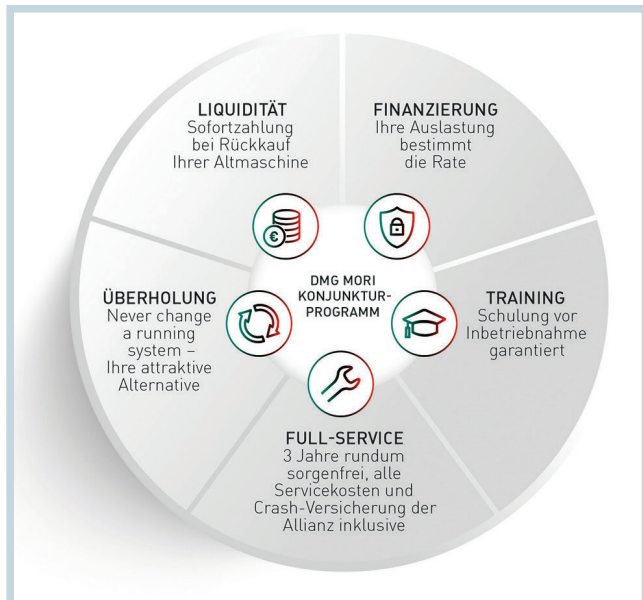 LIQUIDITÄT
Sofortzahlung
bei Rückkauf
Ihrer Altmaschine
FINANZIERUNG
Ihre Auslastung
bestimmt
die Rate
DMG MORI
KONJUNKTUR-
PROGRAMM
ÜBERHOLUNG
Never change
a running
system –
Ihre attraktive
Alternative
TRAINING
Schulung vor
Inbetriebnahme
garantiert
FULL-SERVICE
3 Jahre rundum
sorgenfrei, alle
Servicekosten und
Crash-Versicherung der
Allianz inklusive
€